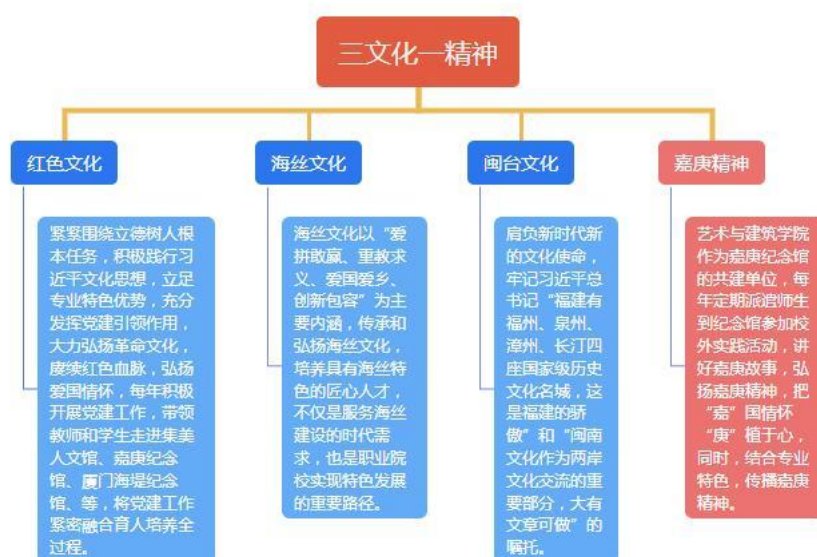 三文化一精神
红色文化
紧紧围绕立德树人根
本任务，积极践行习
近平文化思想，立足
专业特色优势，充分
发挥党建引领作用，
大力弘扬革命文化，
赓续红色血脉，弘扬
爱国情怀，每年积极
开展党建工作，带领
教师和学生走进集美
人文馆、嘉庚纪念
馆、厦门海堤纪念
馆、等，将党建工作
紧密融合育人培养全
过程。
海丝文化
海丝文化以“爱
拼敢赢、重教求
义、爱国爱乡、
创新包容”为主
要内涵，传承和
弘扬海丝文化，
培养具有海丝特
色的匠心人才，
不仅是服务海丝
建设的时代需
求，也是职业院
校实现特色发展
的重要路径。
闽台文化
肩负新时代新
的文化使命，
牢记习近平总
书记“福建有
福州、泉州、
漳州、长汀四
座国家级历史
文化名城，这
是福建的骄
傲”和“闽南
文化作为两岸
文化交流的重
要部分，大有
文章可做”的
嘱托。
嘉庚精神
艺术与建筑学院
作为嘉庚纪念馆
的共建单位，每
年定期派遣师生
到纪念馆参加校
外实践活动，讲
好嘉庚故事，弘
扬嘉庚精神，把
“嘉”国情怀
“庚”植于心，
同时，结合专业
特色，传播嘉庚
精神。